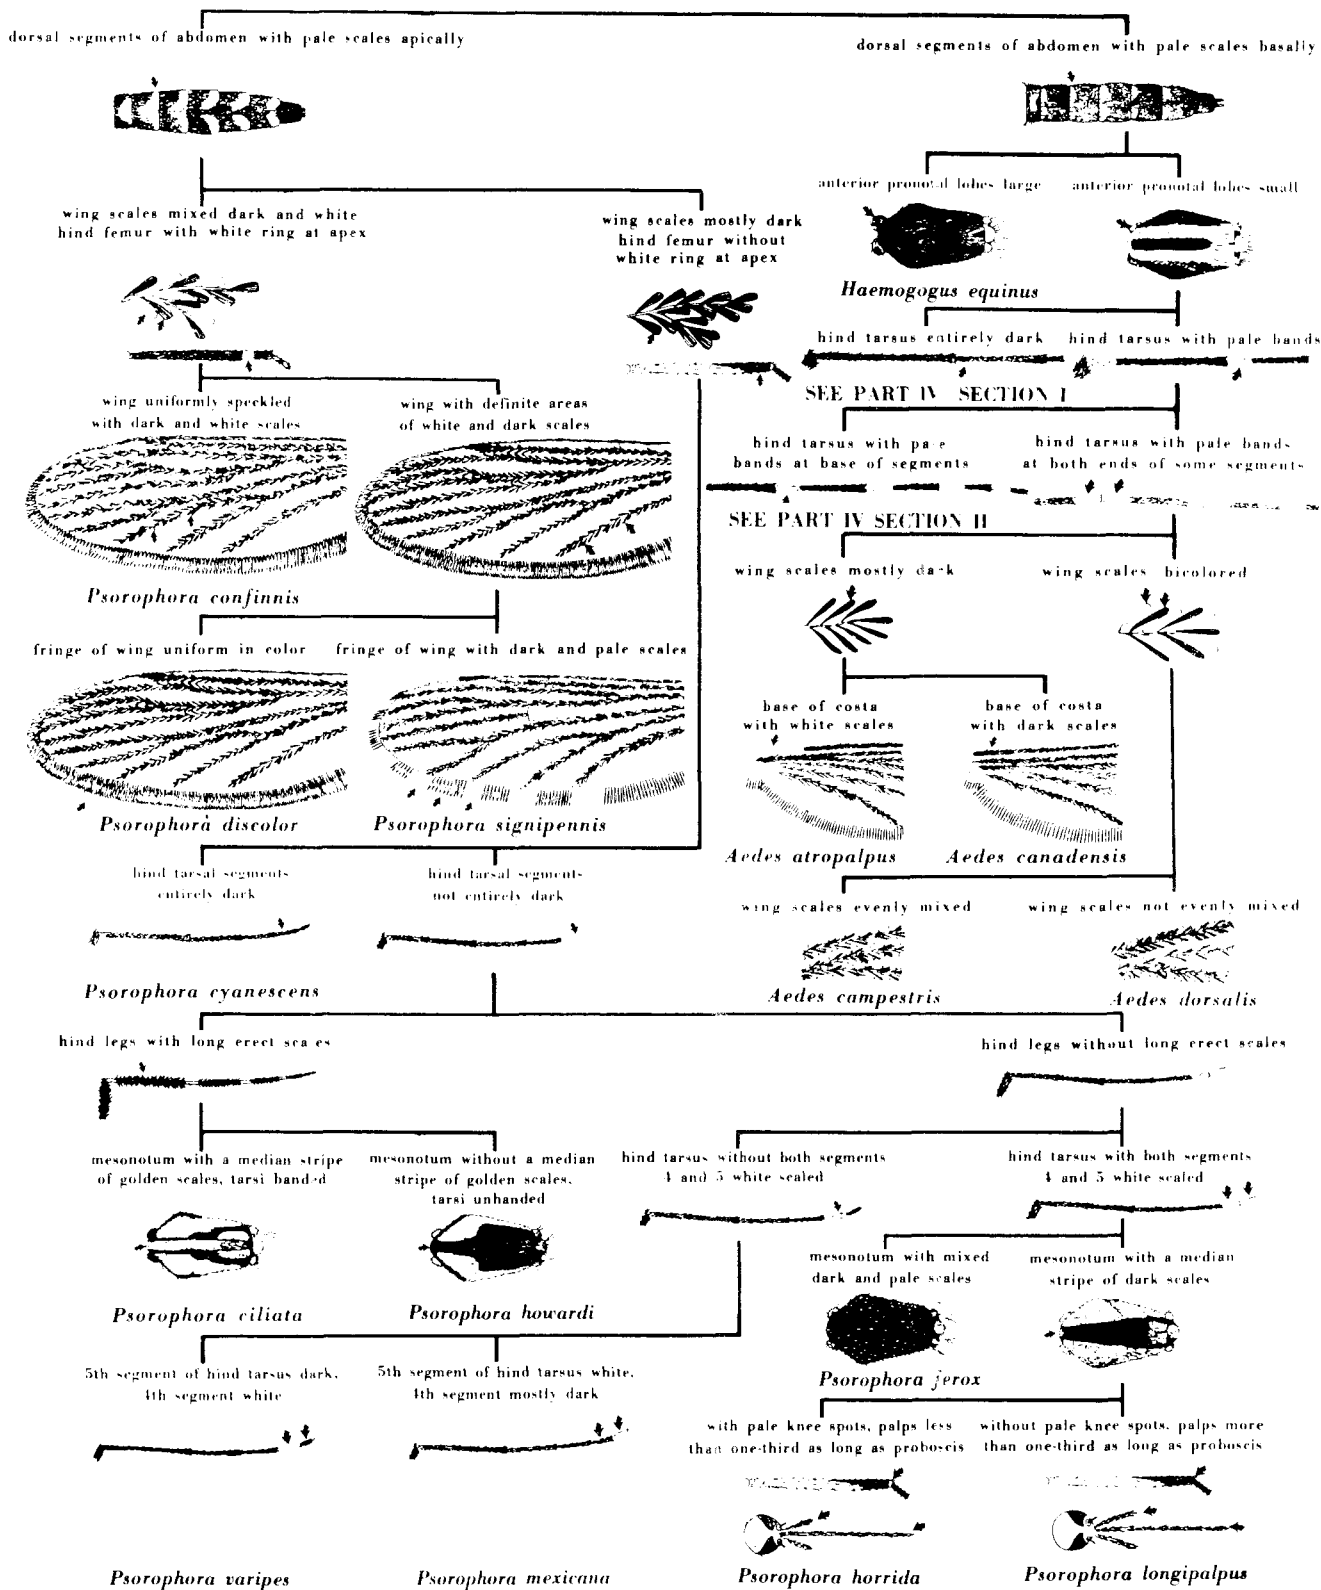 dorsal segments of abdomen with pale scales apically
dorsal segments of abdomen with pale scales basally
anterior pronotal lobes large
anterior pronotal lobes small
wing scales mixed dark and white
hind femur with white ring at apex
wing scales mostly dark
hind femur without
white ring at apex
Haemogogus equinus
hind tarsus entirely dark
hind tarsus with pale bands
SEE PART IV SECTION I
wing uniformly speckled
with dark and white scales
wing with definite areas
of white and dark scales
hind tarsus with pale
bands at base of segments
hind tarsus with pale bands
at both ends of some segments
SEE PART IV SECTION II
wing scales mostly dark
wing scales bicolored
Psorophora confinnis
fringe of wing uniform in color
fringe of wing with dark and pale scales
base of costa
with white scales
base of costa
with dark scales
Psorophora discolor
Psorophora signipennis
Aedes atropalpus
Aedes canadensis
hind tarsal segments
entirely dark
hind tarsal segments
not entirely dark
wing scales evenly mixed
wing scales not evenly mixed
Psorophora cyanescens
Aedes campestris
Aedes dorsalis
hind legs with long erect scales
hind legs without long erect scales
mesonotum with a median stripe
of golden scales, tarsi banded
mesonotum without a median
stripe of golden scales,
tarsi unhanded
hind tarsus without both segments
4 and 5 white scaled
hind tarsus with both segments
4 and 5 white scaled
mesonotum with mixed
dark and pale scales
mesonotum with a median
stripe of dark scales
Psorophora ciliata
Psorophora howardi
5th segment of hind tarsus dark,
4th segment white
5th segment of hind tarsus white,
4th segment mostly dark
Psorophora ferox
with pale knee spots, palps less
than one-third as long as proboscis
without pale knee spots, palps more
than one-third as long as proboscis
Psorophora varipes
Psorophora mexicana
Psorophora horrida
Psorophora longipalpus